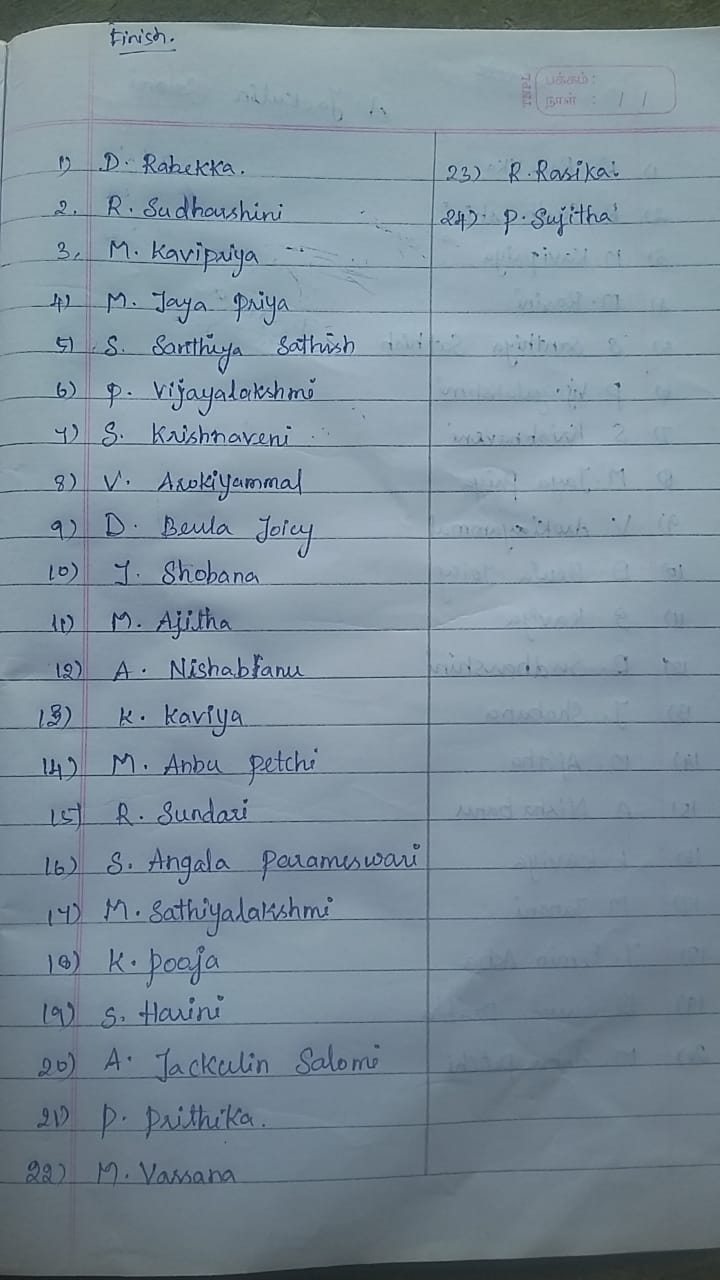 Finish.
TNPL
பக்கம் :
நாள் : / /
1) D. Rabekka.
2. R. Sudharshini
3. M. Kavipriya
4) M. Jaya priya
5) S. Santhiya Sathish
6) P. Vijayalakshmi
7) S. Krishnaveni
8) V. Arokiyammal
9) D. Beula Joicy
10) J. Shobana
11) M. Ajitha
12) A. Nishabanu
13) K. Kaviya
14) M. Anbu petchi
15) R. Sundari
16) S. Angala parameswari
17) M. Sathiyalakshmi
18) K. pooja
19) S. Harini
20) A. Jackulin Salomi
21) P. Prithika.
22) M. Vassana
23) R. Rasika
24) P. Sujitha